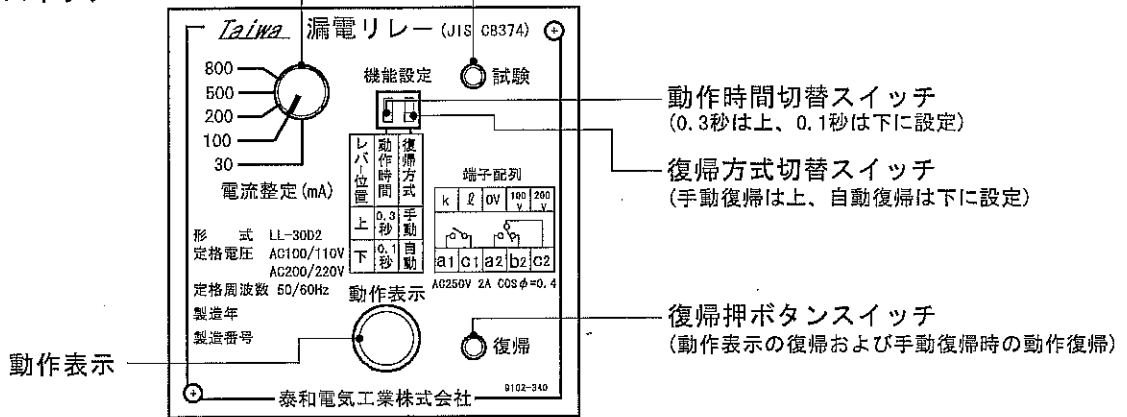 Taiwa 漏電リレー (JIS C8374)
800
500
200
100
30
電流整定(mA)
機能設定
試験
レバー位置 動作時間 復帰方式
上 0.3秒 手動
下 0.1秒 自動
端子配列
k ℓ 0V 100V 200V
a1 c1 a2 b2 c2
AC250V 2A COSφ=0.4
形 式 LL-30D2
定格電圧 AC100/110V
AC200/220V
定格周波数 50/60Hz
製造年
製造番号
動作表示
復帰
泰和電気工業株式会社
9102-340
動作時間切替スイッチ
(0.3秒は上、0.1秒は下に設定)
復帰方式切替スイッチ
(手動復帰は上、自動復帰は下に設定)
復帰押ボタンスイッチ
(動作表示の復帰および手動復帰時の動作復帰)
動作表示